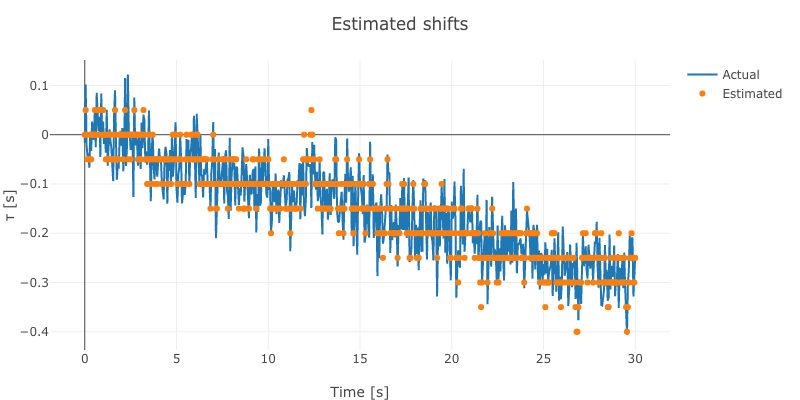 Estimated shifts
Actual
Estimated
0.1
0
−0.1
−0.2
−0.3
−0.4
τ [s]
0
5
10
15
20
25
30
Time [s]